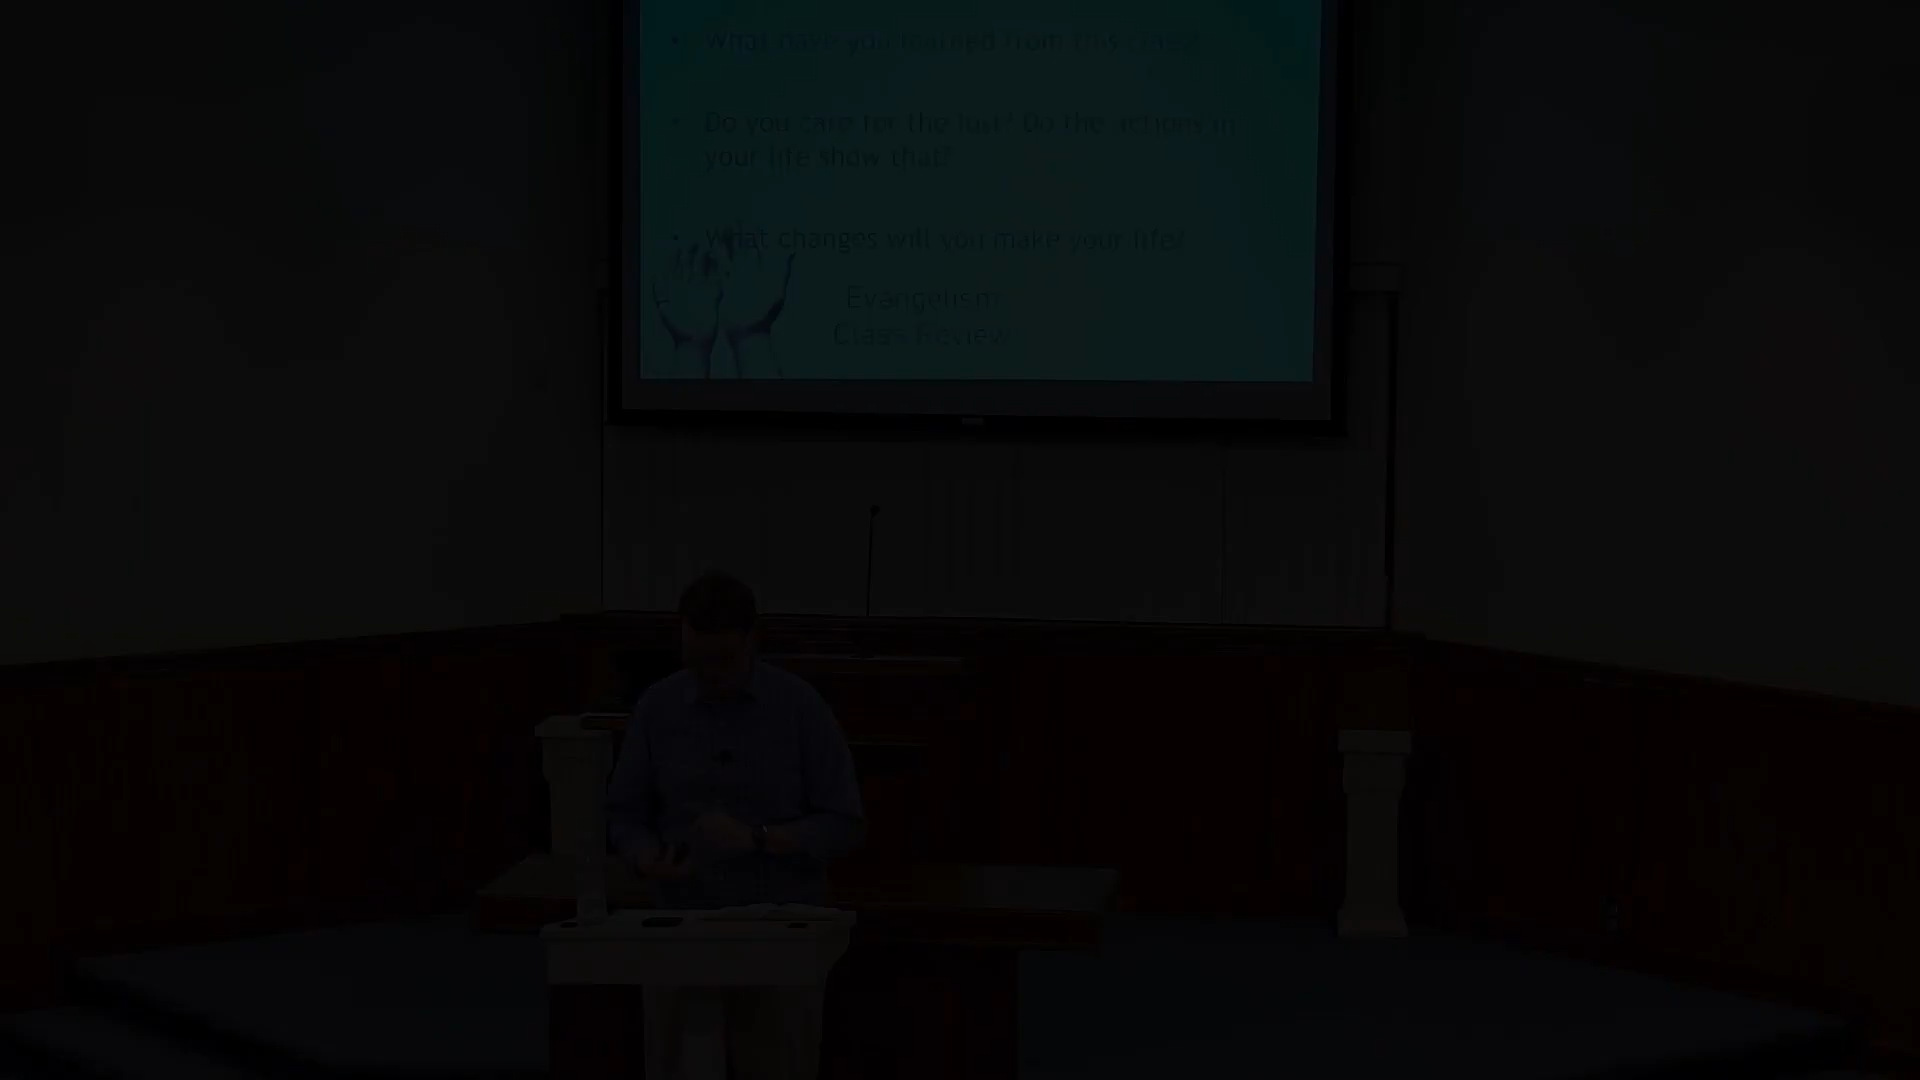 • What have you learned from this class?
• Do you care for the lost? Do the actions in
your life show that?
• What changes will you make your life?
Evangelism
Class Review